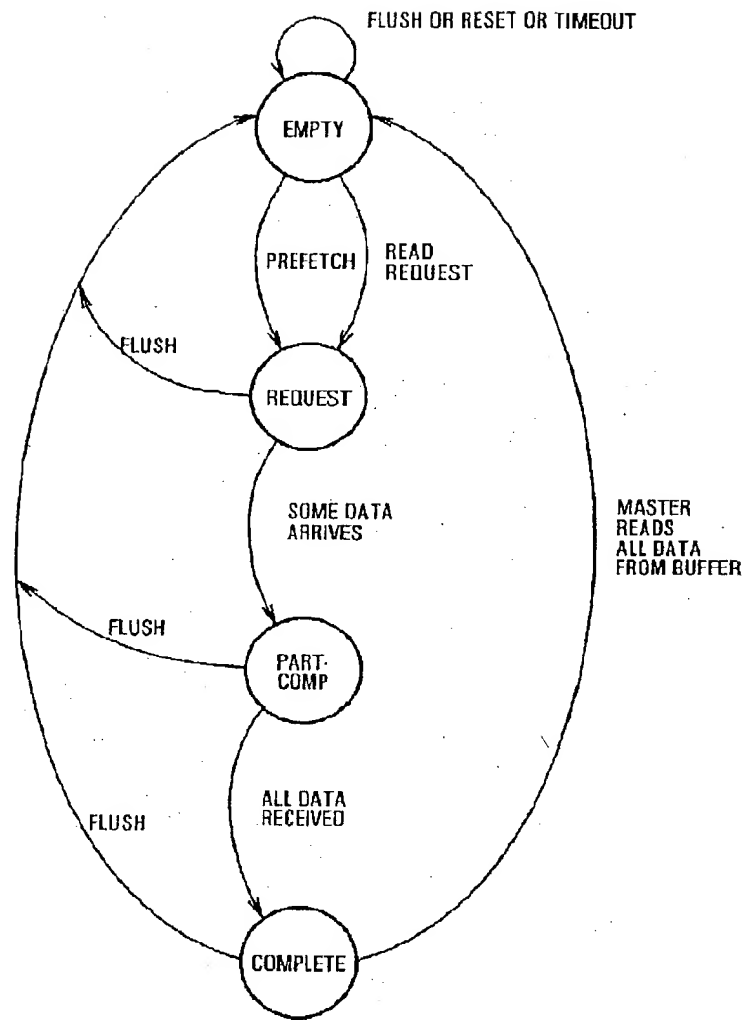 FLUSH OR RESET OR TIMEOUT
EMPTY
PREFETCH
READ
REQUEST
FLUSH
REQUEST
SOME DATA
ARRIVES
MASTER
READS
ALL DATA
FROM BUFFER
FLUSH
PART-
COMP
ALL DATA
RECEIVED
FLUSH
COMPLETE